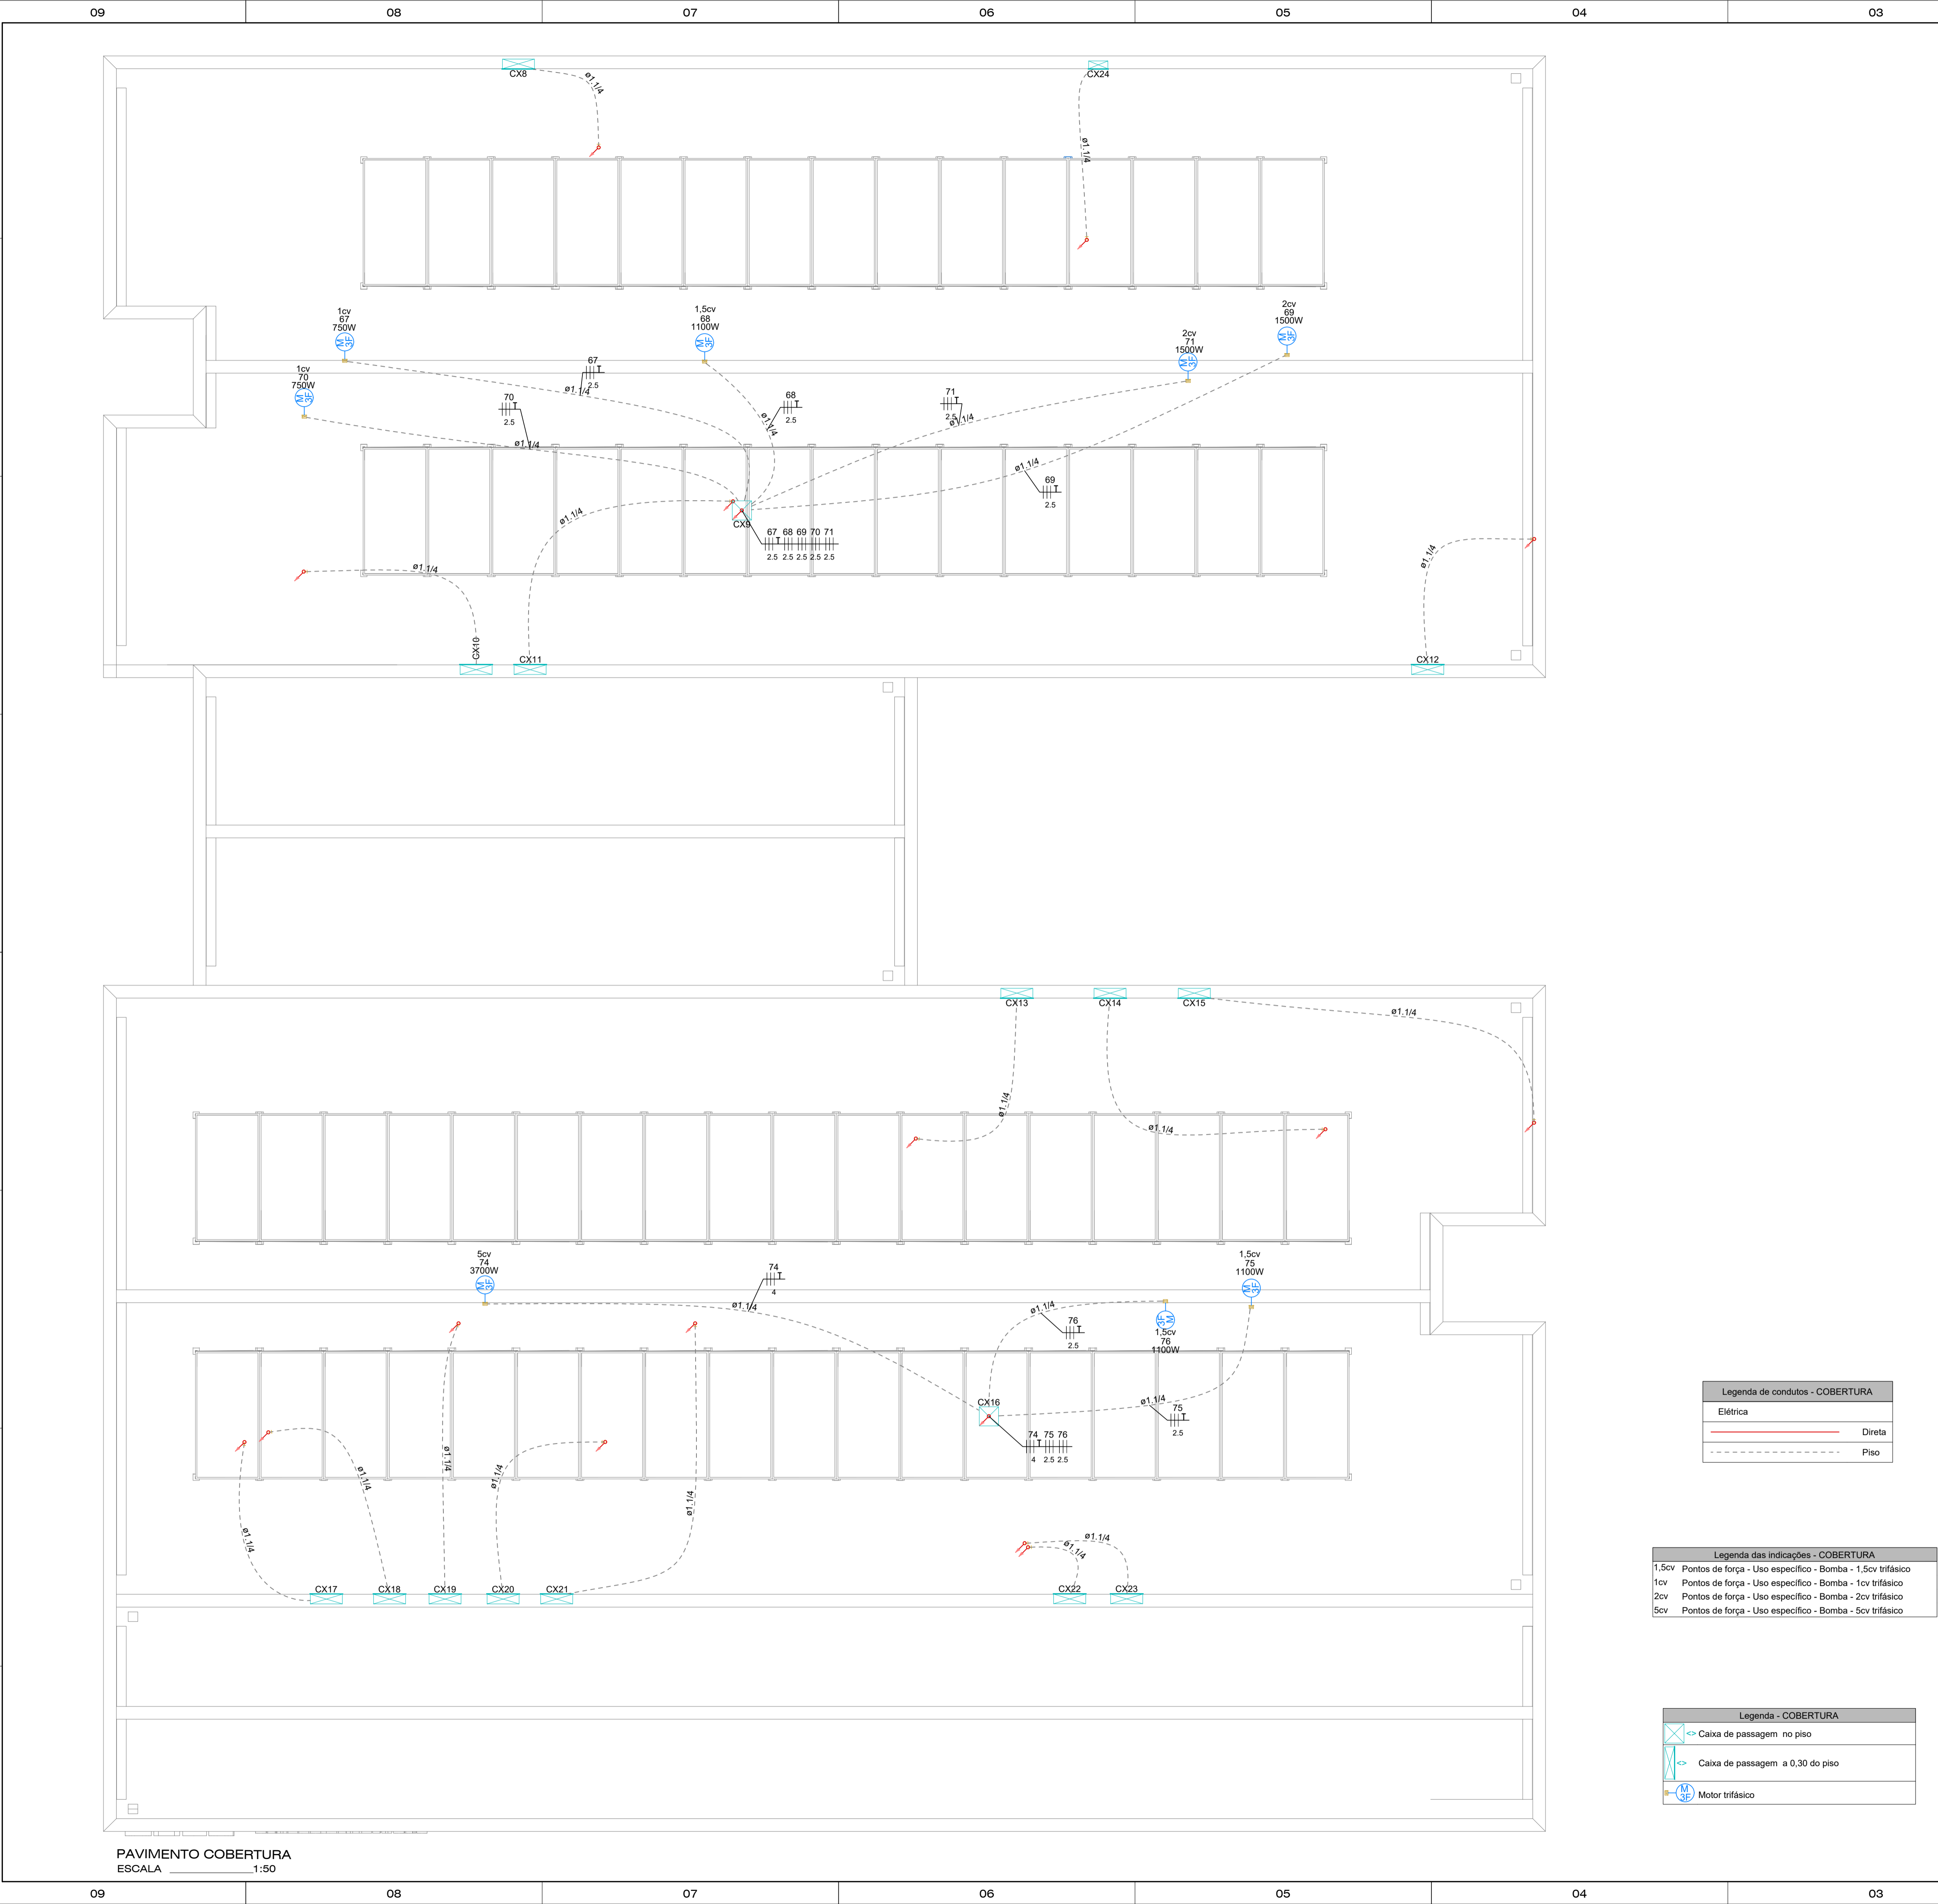 09 08 07 06 05 04 03
CX8
ø1.1/4
CX24
ø1.1/4
1cv
67
750W
M
3F
1,5cv
68
1100W
M
3F
2cv
69
1500W
M
3F
2cv
71
1500W
M
3F
1cv
70
750W
M
3F
67
T
2.5
ø1.1/4
70
T
2.5
ø1.1/4
68
T
2.5
ø1.1/4
71
T
2.5
ø1.1/4
ø1.1/4
69
T
2.5
CX9
67 68 69 70 71
T
2.5 2.5 2.5 2.5 2.5
ø1.1/4
ø1.1/4
ø1.1/4
CX10
CX11
CX12
CX13
CX14
CX15
ø1.1/4
ø1.1/4
ø1.1/4
5cv
74
3700W
M
3F
74
T
4
ø1.1/4
1,5cv
75
1100W
M
3F
ø1.1/4
76
T
2.5
3F
M
1,5cv
76
1100W
CX16
ø1.1/4
75
T
2.5
74 75 76
T
4 2.5 2.5
ø1.1/4
ø1.1/4
ø1.1/4
ø1.1/4
ø1.1/4
ø1.1/4
ø1.1/4
CX17
CX18
CX19
CX20
CX21
CX22
CX23
Legenda de condutos - COBERTURA
Elétrica
Direta
Piso
Legenda das indicações - COBERTURA
1,5cv Pontos de força - Uso específico - Bomba - 1,5cv trifásico
1cv Pontos de força - Uso específico - Bomba - 1cv trifásico
2cv Pontos de força - Uso específico - Bomba - 2cv trifásico
5cv Pontos de força - Uso específico - Bomba - 5cv trifásico
Legenda - COBERTURA
<> Caixa de passagem no piso
<> Caixa de passagem a 0,30 do piso
M
3F
Motor trifásico
PAVIMENTO COBERTURA
ESCALA ______________1:50
09 08 07 06 05 04 03